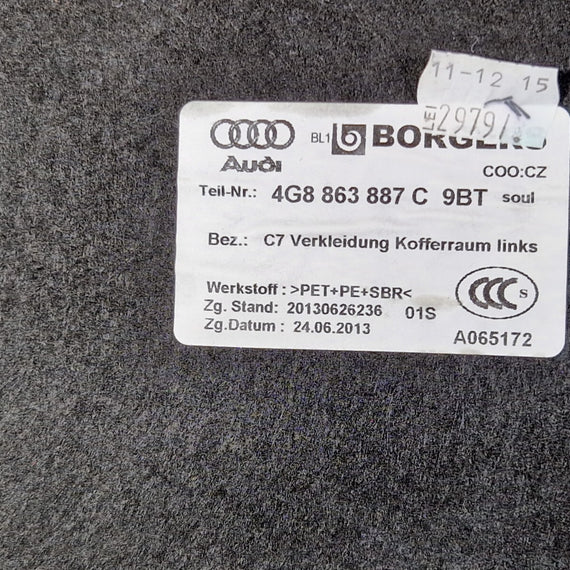 11-12 15
Audi
BL1 BORGERS
COO:CZ
Teil-Nr.: 4G8 863 887 C 9BT soul
Bez.: C7 Verkleidung Kofferraum links
Werkstoff : >PET+PE+SBR<
Zg. Stand: 20130626236 01S
Zg.Datum : 24.06.2013
CCC S
A065172